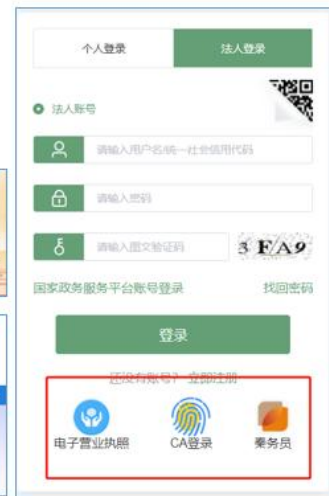 个人登录 法人登录
法人账号
请输入用户名/统一社会信用代码
请输入密码
请输入图文验证码 3 FA9
国家政务服务平台账号登录 找回密码
登录
还没有账号？ 立即注册
电子营业执照 CA登录 秦务员